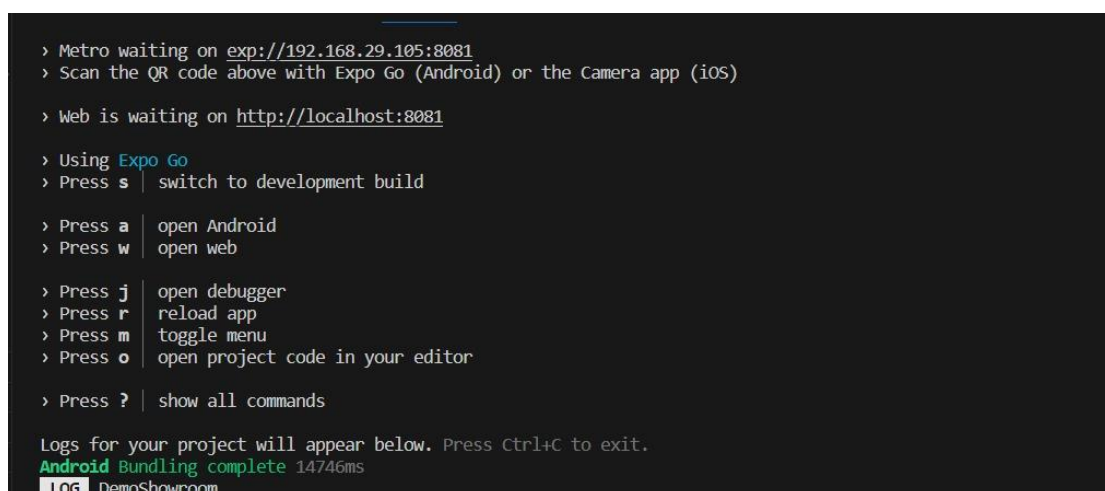 › Metro waiting on exp://192.168.29.105:8081
› Scan the QR code above with Expo Go (Android) or the Camera app (iOS)
› Web is waiting on http://localhost:8081
› Using Expo Go
› Press s │ switch to development build
› Press a │ open Android
› Press w │ open web
› Press j │ open debugger
› Press r │ reload app
› Press m │ toggle menu
› Press o │ open project code in your editor
› Press ? │ show all commands
Logs for your project will appear below. Press Ctrl+C to exit.
Android Bundling complete 14746ms
LOG DemoShowroom